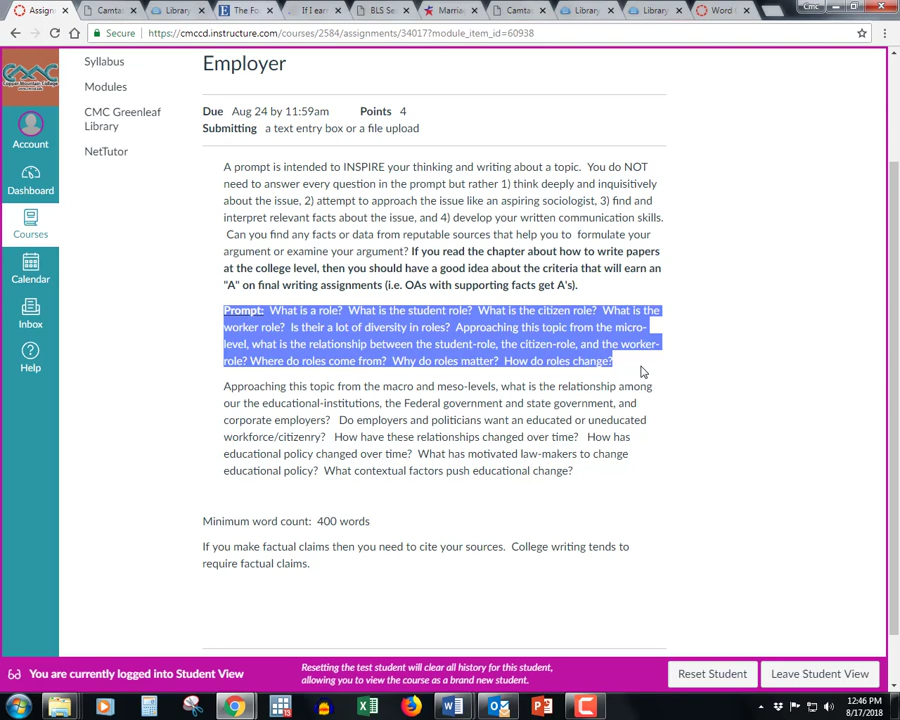 Assign
Camta
Library
The Fo
If I earn
BLS Se
Marria
Camta
Library
Library
Word C
Cmc
Secure
https://cmccd.instructure.com/courses/2584/assignments/34017?module_item_id=60938
CMC
Account
Dashboard
Courses
Calendar
Inbox
Help
Syllabus
Modules
CMC Greenleaf
Library
NetTutor
Employer
Due Aug 24 by 11:59am Points 4
Submitting a text entry box or a file upload
A prompt is intended to INSPIRE your thinking and writing about a topic. You do NOT
need to answer every question in the prompt but rather 1) think deeply and inquisitively
about the issue, 2) attempt to approach the issue like an aspiring sociologist, 3) find and
interpret relevant facts about the issue, and 4) develop your written communication skills.
Can you find any facts or data from reputable sources that help you to formulate your
argument or examine your argument? If you read the chapter about how to write papers
at the college level, then you should have a good idea about the criteria that will earn an
"A" on final writing assignments (i.e. OAs with supporting facts get A's).
Prompt: What is a role? What is the student role? What is the citizen role? What is the
worker role? Is their a lot of diversity in roles? Approaching this topic from the micro-
level, what is the relationship between the student-role, the citizen-role, and the worker-
role? Where do roles come from? Why do roles matter? How do roles change?
Approaching this topic from the macro and meso-levels, what is the relationship among
our the educational-institutions, the Federal government and state government, and
corporate employers? Do employers and politicians want an educated or uneducated
workforce/citizenry? How have these relationships changed over time? How has
educational policy changed over time? What has motivated law-makers to change
educational policy? What contextual factors push educational change?
Minimum word count: 400 words
If you make factual claims then you need to cite your sources. College writing tends to
require factual claims.
You are currently logged into Student View
Resetting the test student will clear all history for this student,
allowing you to view the course as a brand new student.
Reset Student
Leave Student View
12:46 PM
8/17/2018